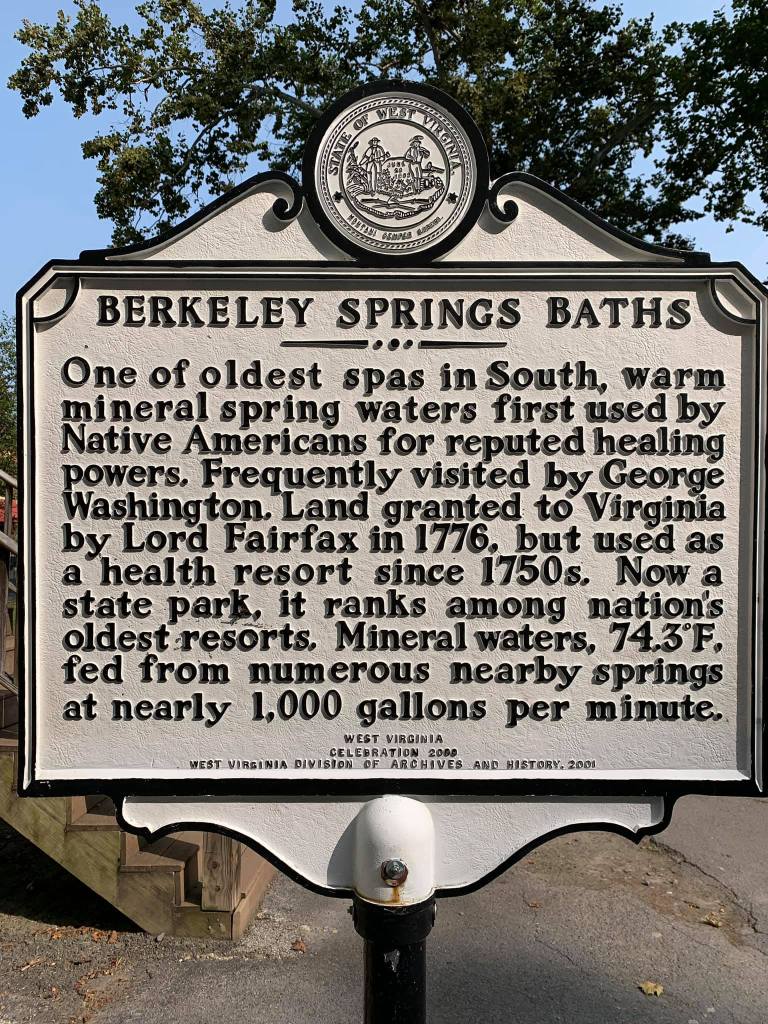 STATE OF WEST VIRGINIA
MONTANI SEMPER LIBERI
BERKELEY SPRINGS BATHS
One of oldest spas in South, warm
mineral spring waters first used by
Native Americans for reputed healing
powers. Frequently visited by George
Washington. Land granted to Virginia
by Lord Fairfax in 1776, but used as
a health resort since 1750s. Now a
state park, it ranks among nation's
oldest resorts. Mineral waters, 74.3°F,
fed from numerous nearby springs
at nearly 1,000 gallons per minute.
WEST VIRGINIA
CELEBRATION 2000
WEST VIRGINIA DIVISION OF ARCHIVES AND HISTORY, 2001